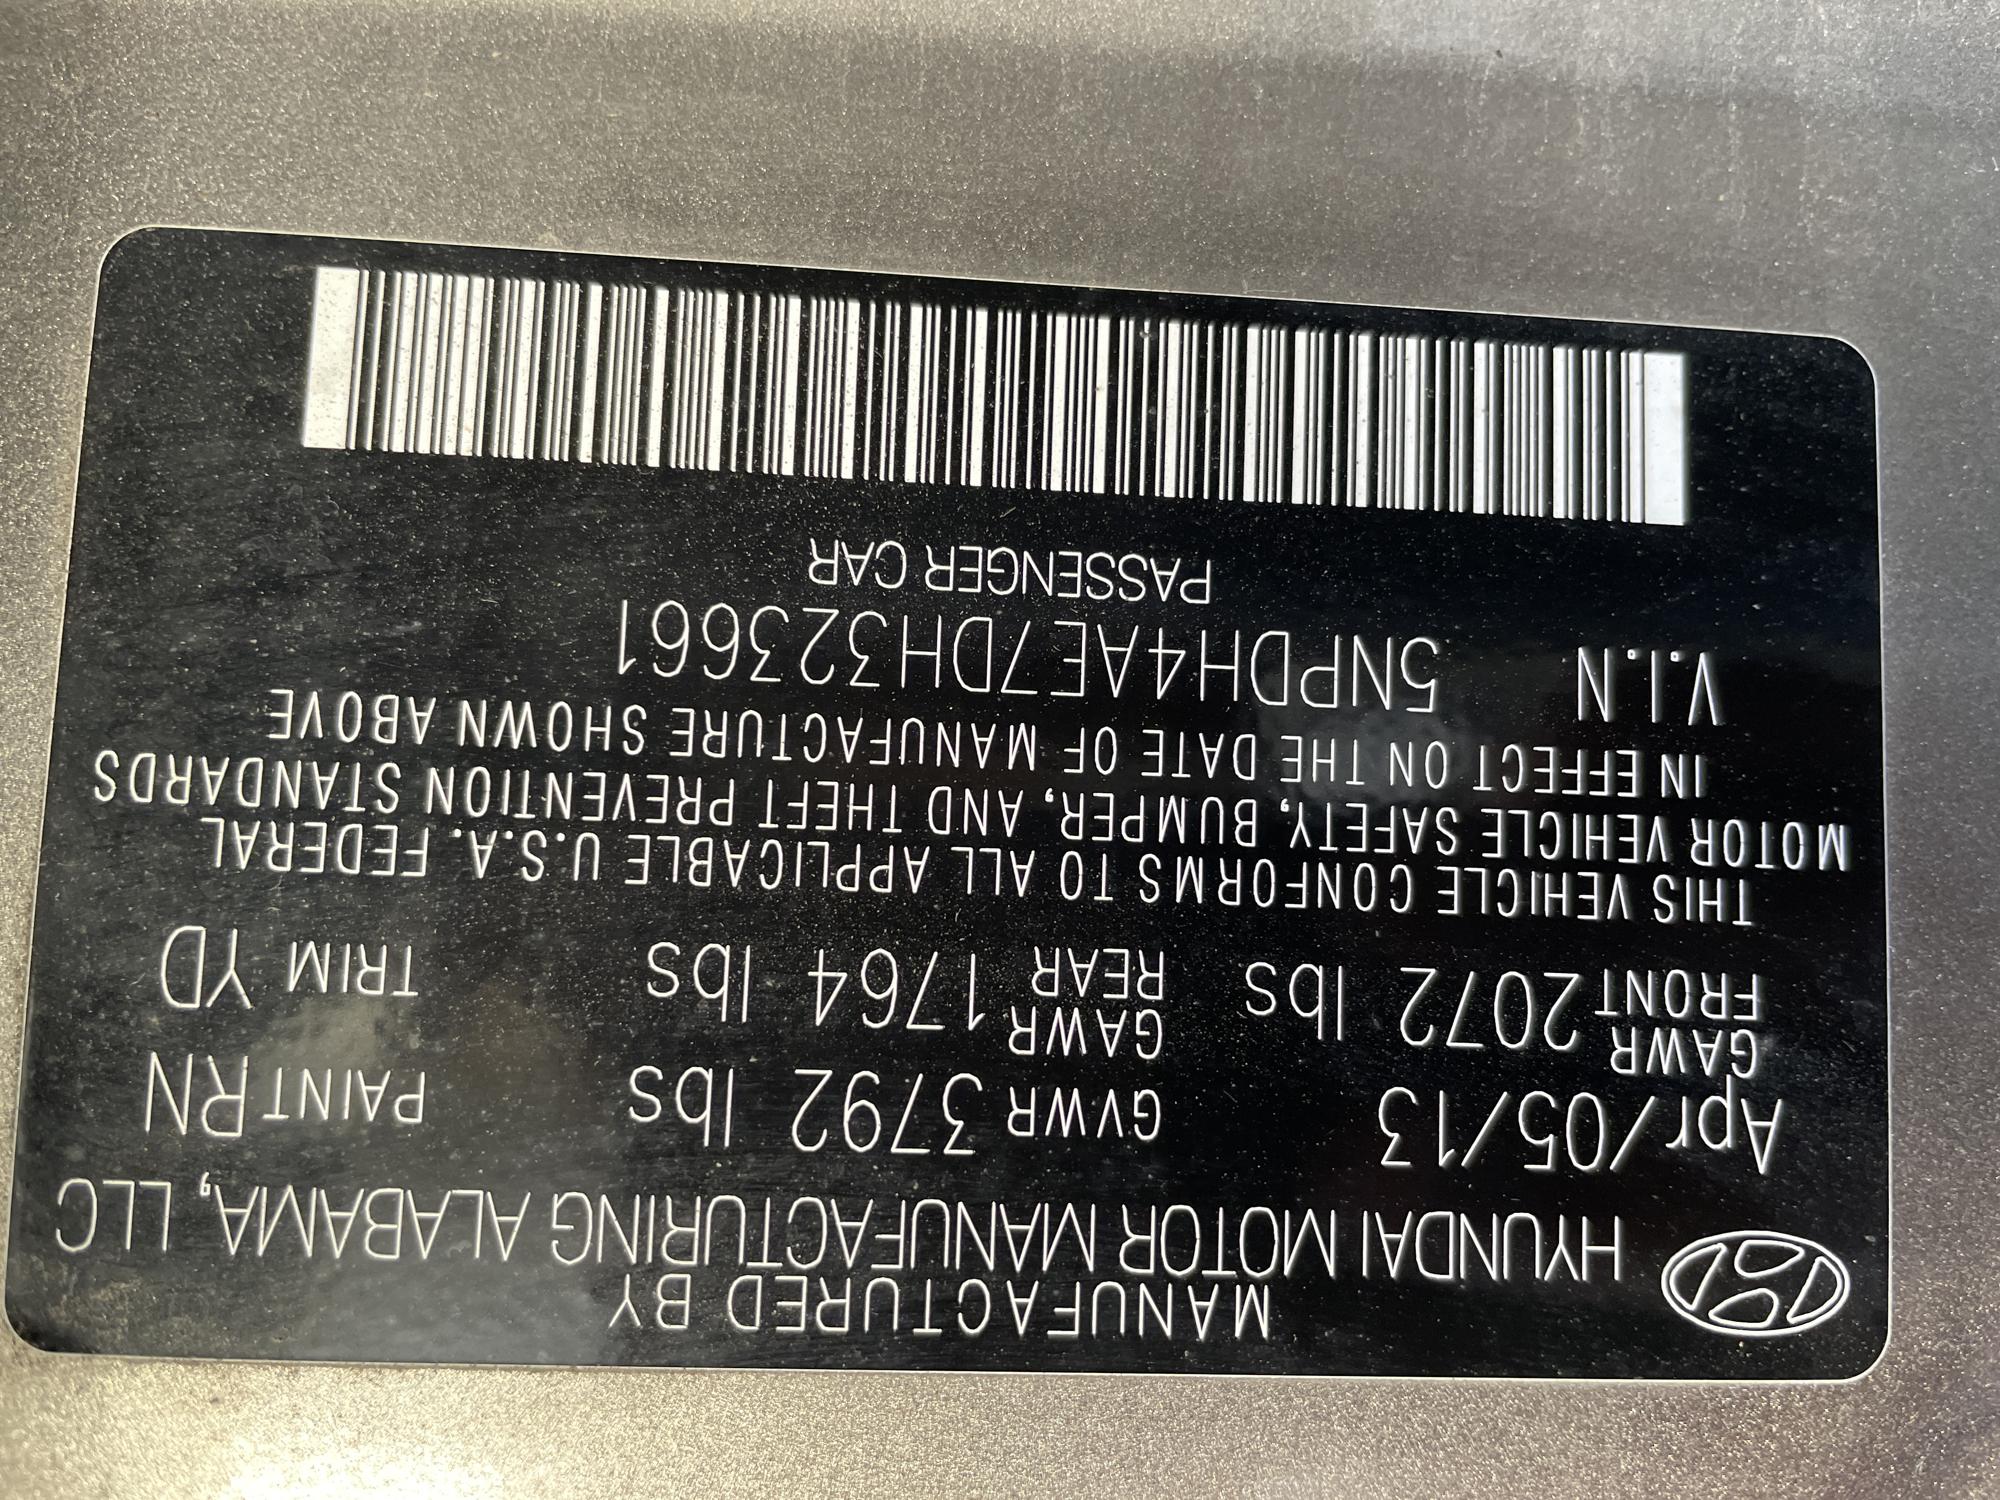 MANUFACTURED BY
HYUNDAI MOTOR MANUFACTURING ALABAMA, LLC
Apr/05/13 GVWR 3792 lbs PAINT RN
GAWR FRONT 2072 lbs GAWR REAR 1764 lbs TRIM YD
THIS VEHICLE CONFORMS TO ALL APPLICABLE U.S.A. FEDERAL
MOTOR VEHICLE SAFETY, BUMPER, AND THEFT PREVENTION STANDARDS
IN EFFECT ON THE DATE OF MANUFACTURE SHOWN ABOVE
V.I.N 5NPDH4AE7DH323661
PASSENGER CAR